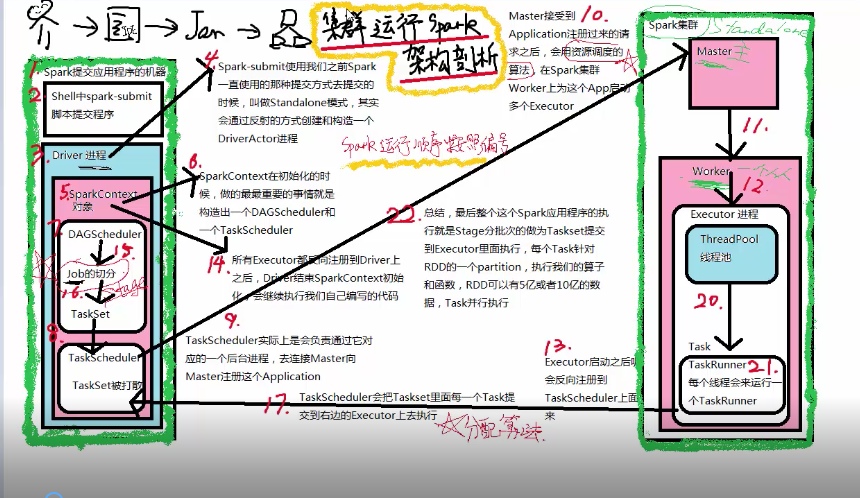 Jar
集群运行Spark
架构剖析
Spark运行顺序按照编号
1.
Spark提交应用程序的机器
2.
Shell中spark-submit
脚本提交程序
3.
Driver 进程
5.
SparkContext
对象
7
DAGScheduler
15.
Job的切分
16.
stage
TaskSet
8.
TaskScheduler
TaskSet被打散
4.
Spark-submit使用我们之前Spark
一直使用的那种提交方式去提交的
时候，叫做Standalone模式，其实
会通过反射的方式创建和构造一个
DriverActor进程
6.
SparkContext在初始化的时
候，做的最最重要的事情就是
构造出一个DAGScheduler和
一个TaskScheduler
14.
所有Executor都反向注册到Driver上
之后，Driver结束SparkContext初始
化，会继续执行我们自己编写的代码
9.
TaskScheduler实际上是会负责通过它对
应的一个后台进程，去连接Master向
Master注册这个Application
17.
TaskScheduler会把Taskset里面每一个Task提
交到右边的Executor上去执行
分配算法
10.
Master接受到
Application注册过来的请
求之后，会用资源调度的
算法，在Spark集群
Worker上为这个App启动
多个Executor
22.
总结，最后整个这个Spark应用程序的执
行就是Stage分批次的做为Taskset提交
到Executor里面执行，每个Task针对
RDD的一个partition，执行我们的算子
和函数，RDD可以有5亿或者10亿的数
据，Task并行执行
13.
Executor启动之后
会反向注册到
TaskScheduler上面
来
Spark集群
Standalone
Master
主
11.
Worker
12.
Executor 进程
ThreadPool
线程池
20.
Task
TaskRunner
21.
每个线程会来运行一
个TaskRunner